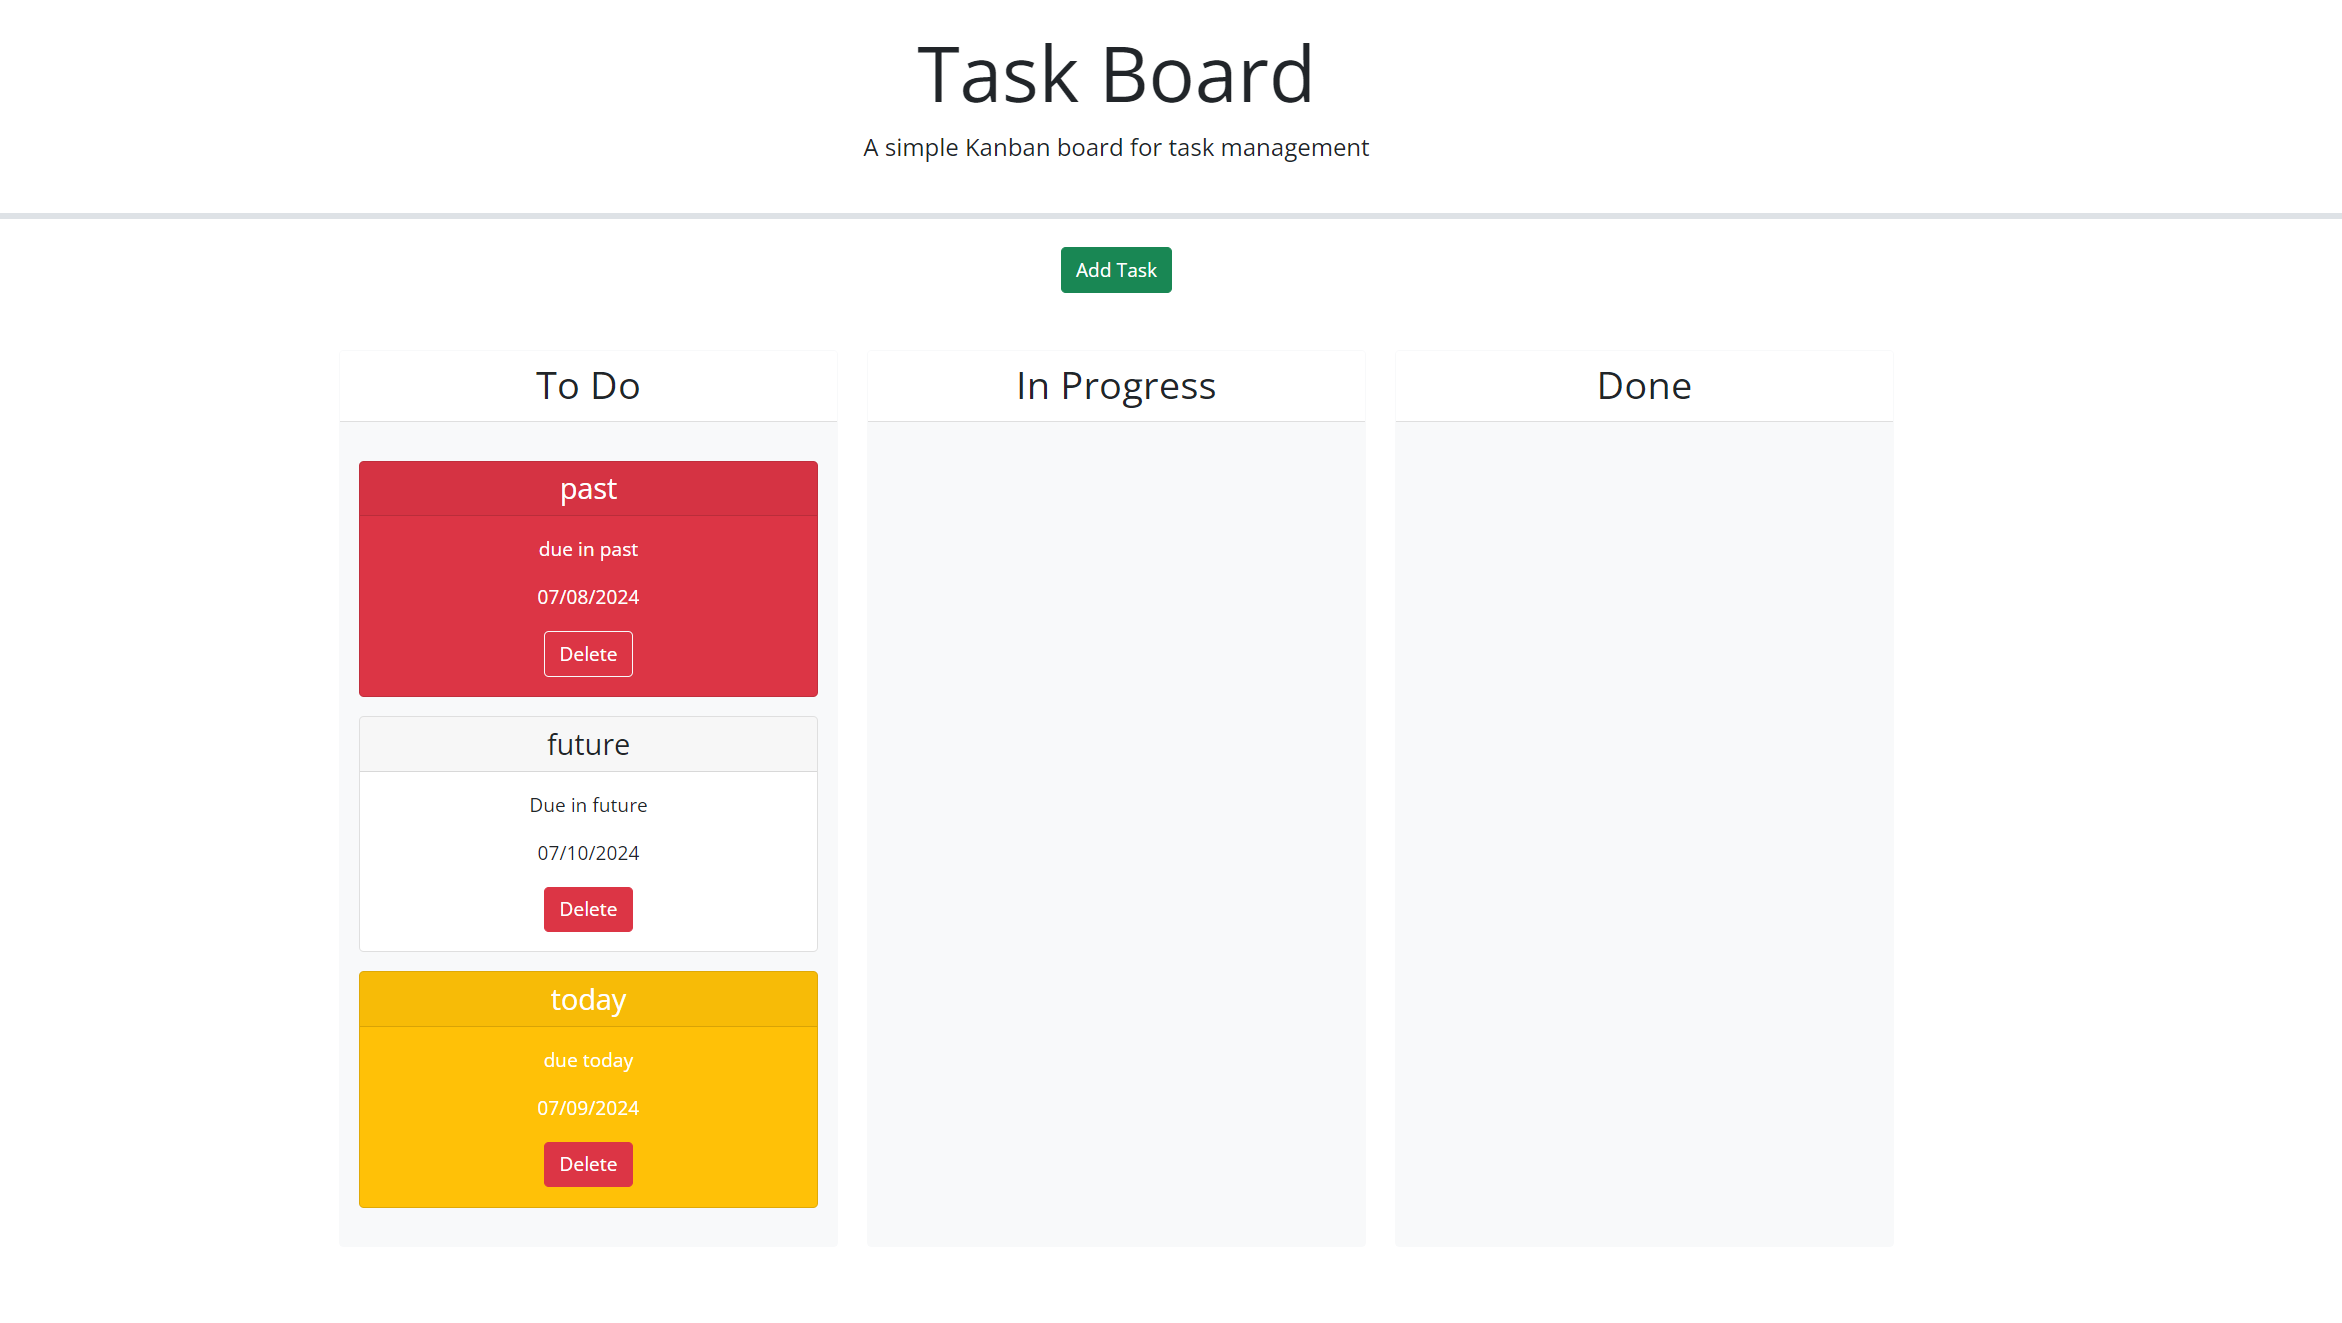 Task Board
A simple Kanban board for task management
Add Task
To Do
past
due in past
07/08/2024
Delete
future
Due in future
07/10/2024
Delete
today
due today
07/09/2024
Delete
In Progress
Done